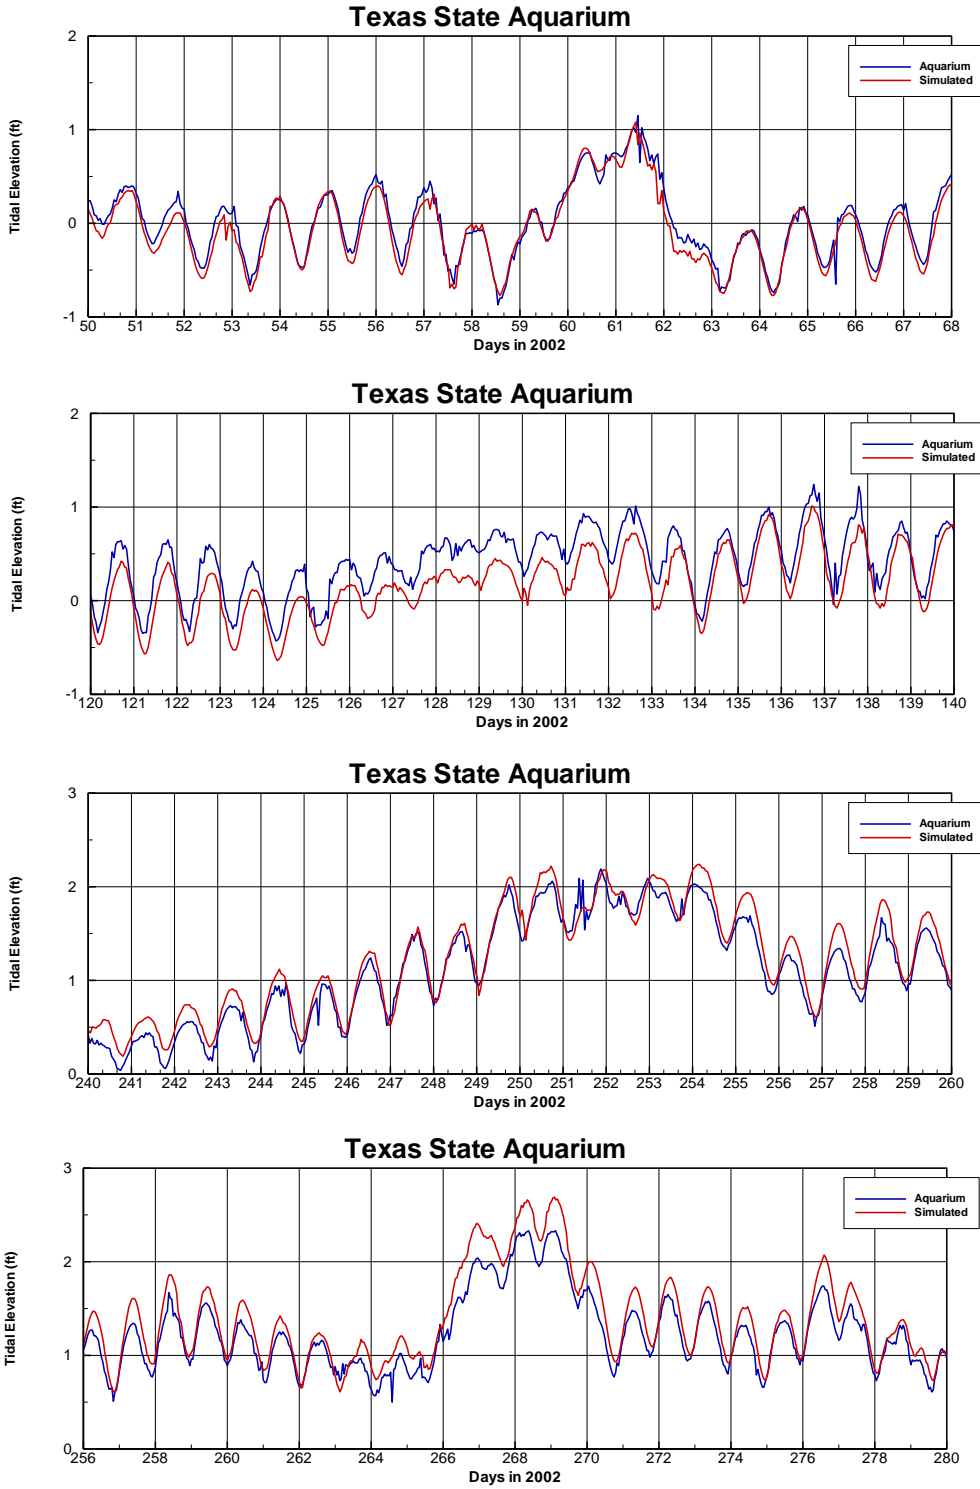 Texas State Aquarium
2
1
0
-1
Tidal Elevation (ft)
Aquarium
Simulated
50 51 52 53 54 55 56 57 58 59 60 61 62 63 64 65 66 67 68
Days in 2002
Texas State Aquarium
2
1
0
-1
Tidal Elevation (ft)
Aquarium
Simulated
120 121 122 123 124 125 126 127 128 129 130 131 132 133 134 135 136 137 138 139 140
Days in 2002
Texas State Aquarium
3
2
1
0
Tidal Elevation (ft)
Aquarium
Simulated
240 241 242 243 244 245 246 247 248 249 250 251 252 253 254 255 256 257 258 259 260
Days in 2002
Texas State Aquarium
3
2
1
0
Tidal Elevation (ft)
Aquarium
Simulated
256 258 260 262 264 266 268 270 272 274 276 278 280
Days in 2002